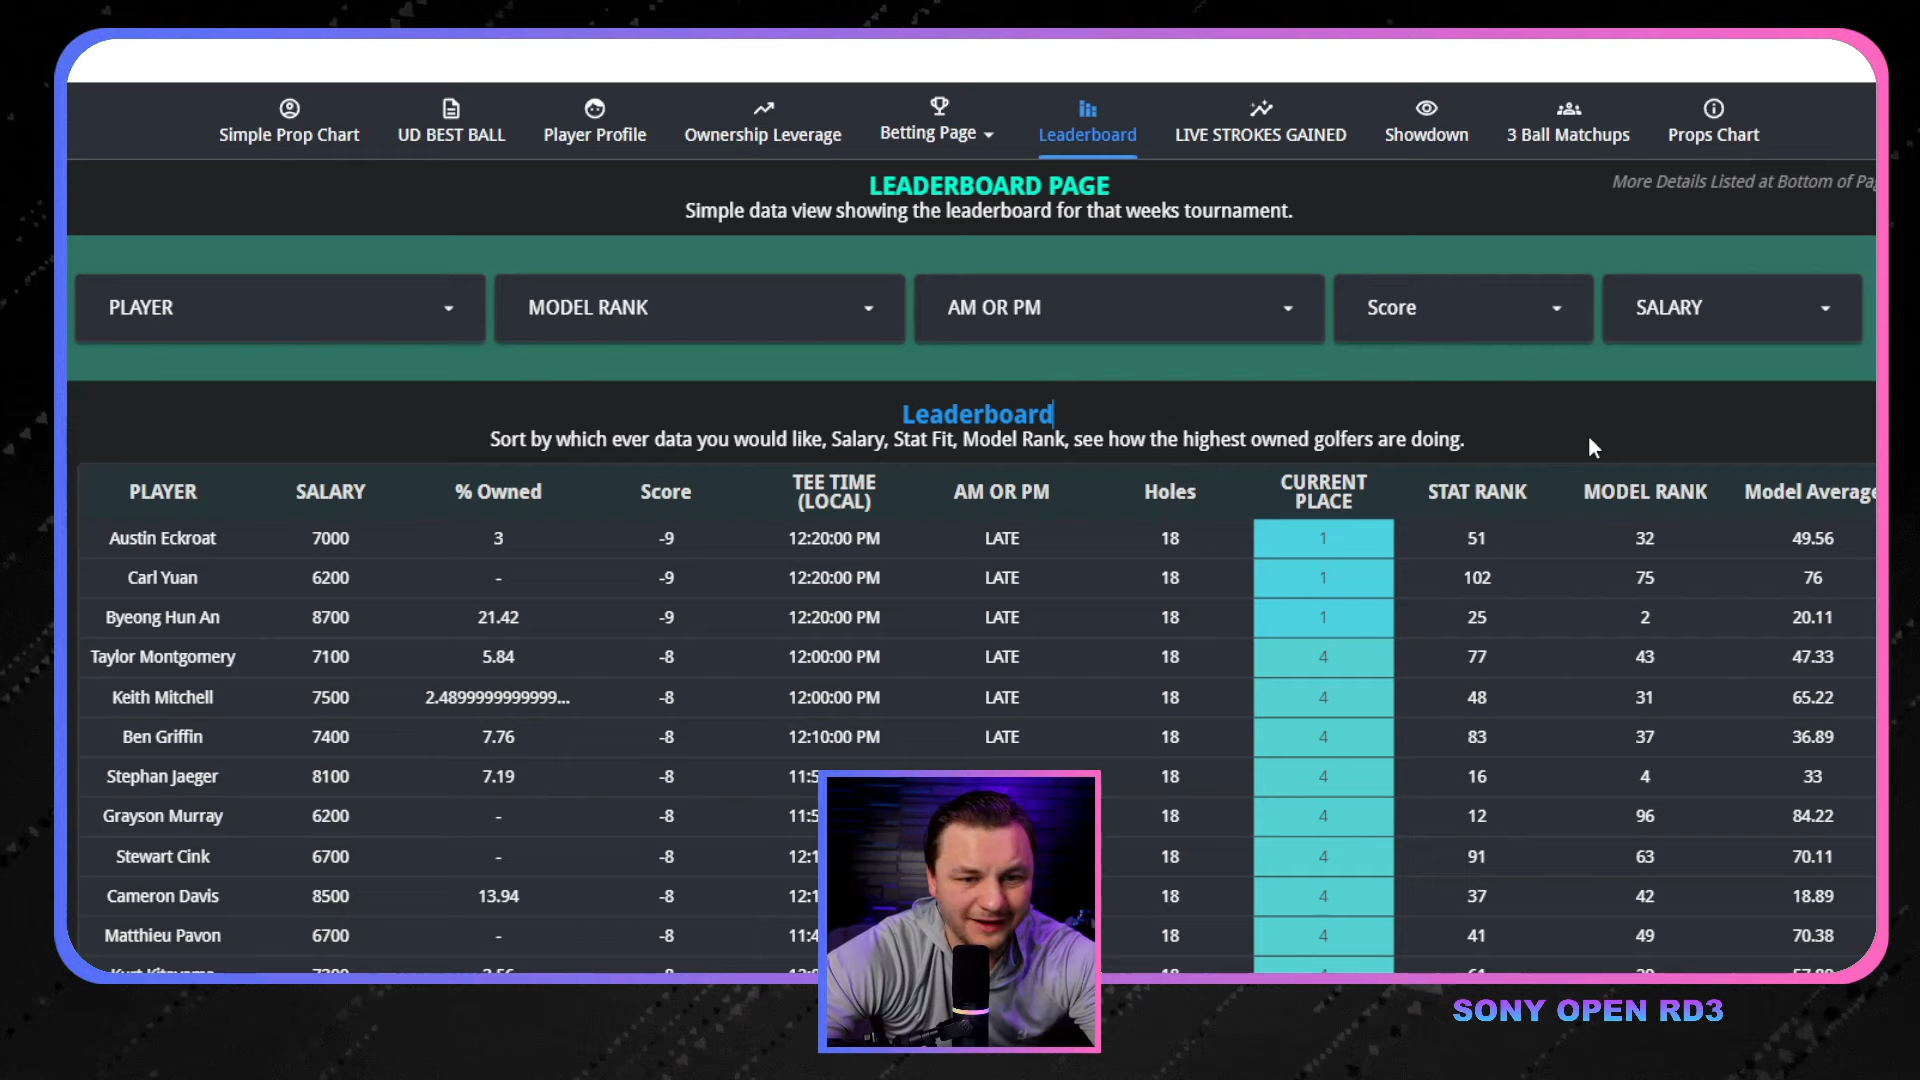 Simple Prop Chart UD BEST BALL Player Profile Ownership Leverage Betting Page Leaderboard LIVE STROKES GAINED Showdown 3 Ball Matchups Props Chart
LEADERBOARD PAGE
More Details Listed at Bottom of
Simple data view showing the leaderboard for that weeks tournament.
PLAYER MODEL RANK AM OR PM Score SALARY
Leaderboard
Sort by which ever data you would like, Salary, Stat Fit, Model Rank, see how the highest owned golfers are doing.
PLAYER SALARY % Owned Score TEE TIME (LOCAL) AM OR PM Holes CURRENT PLACE STAT RANK MODEL RANK Model Average
Austin Eckroat 7000 3 -9 12:20:00 PM LATE 18 1 51 32 49.56
Carl Yuan 6200 - -9 12:20:00 PM LATE 18 1 102 75 76
Byeong Hun An 8700 21.42 -9 12:20:00 PM LATE 18 1 25 2 20.11
Taylor Montgomery 7100 5.84 -8 12:00:00 PM LATE 18 4 77 43 47.33
Keith Mitchell 7500 2.4899999999999... -8 12:00:00 PM LATE 18 4 48 31 65.22
Ben Griffin 7400 7.76 -8 12:10:00 PM LATE 18 4 83 37 36.89
Stephan Jaeger 8100 7.19 -8 11:5 18 4 16 4 33
Grayson Murray 6200 - -8 11:5 18 4 12 96 84.22
Stewart Cink 6700 - -8 12:1 18 4 91 63 70.11
Cameron Davis 8500 13.94 -8 12:1 18 4 37 42 18.89
Matthieu Pavon 6700 - -8 11:4 18 4 41 49 70.38
SONY OPEN RD3